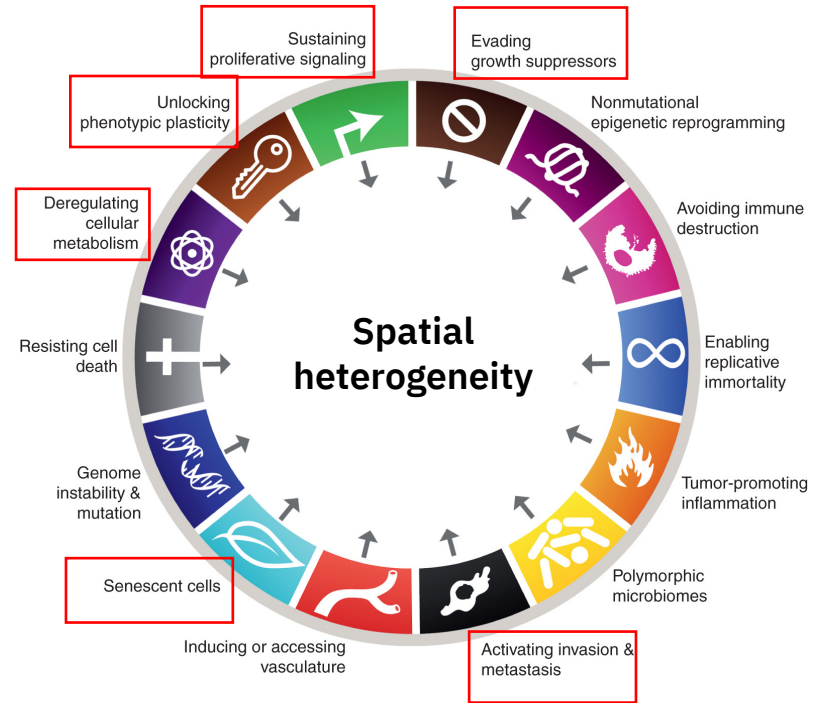 Sustaining
proliferative signaling
Evading
growth suppressors
Unlocking
phenotypic plasticity
Nonmutational
epigenetic reprogramming
Deregulating
cellular
metabolism
Avoiding immune
destruction
Resisting cell
death
Spatial
heterogeneity
Enabling
replicative
immortality
Genome
instability &
mutation
Tumor-promoting
inflammation
Senescent cells
Polymorphic
microbiomes
Inducing or accessing
vasculature
Activating invasion &
metastasis